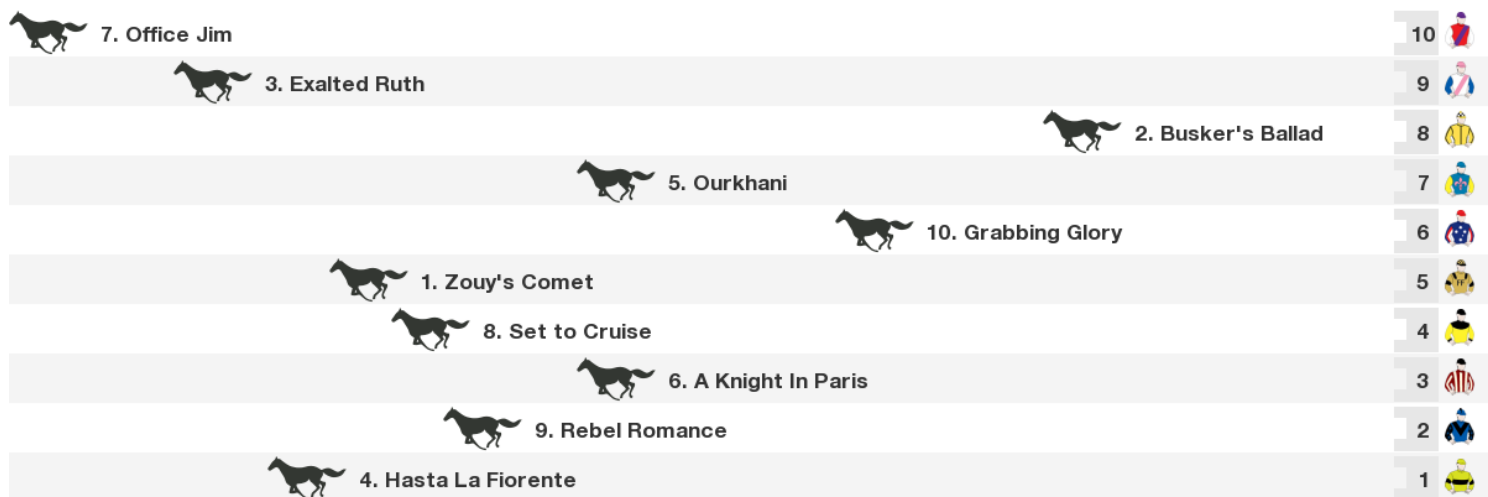 7. Office Jim 10
3. Exalted Ruth 9
2. Busker's Ballad 8
5. Ourkhani 7
10. Grabbing Glory 6
1. Zouy's Comet 5
8. Set to Cruise 4
6. A Knight In Paris 3
9. Rebel Romance 2
4. Hasta La Fiorente 1